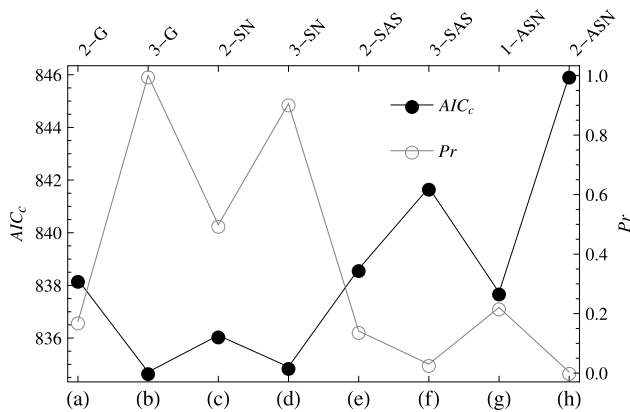 2–G 3–G 2–SN 3–SN 2–SAS 3–SAS 1–ASN 2–ASN
846
844
842
840
838
836
AICc
AICc
Pr
1.0
0.8
0.6
0.4
0.2
0.0
Pr
(a) (b) (c) (d) (e) (f) (g) (h)